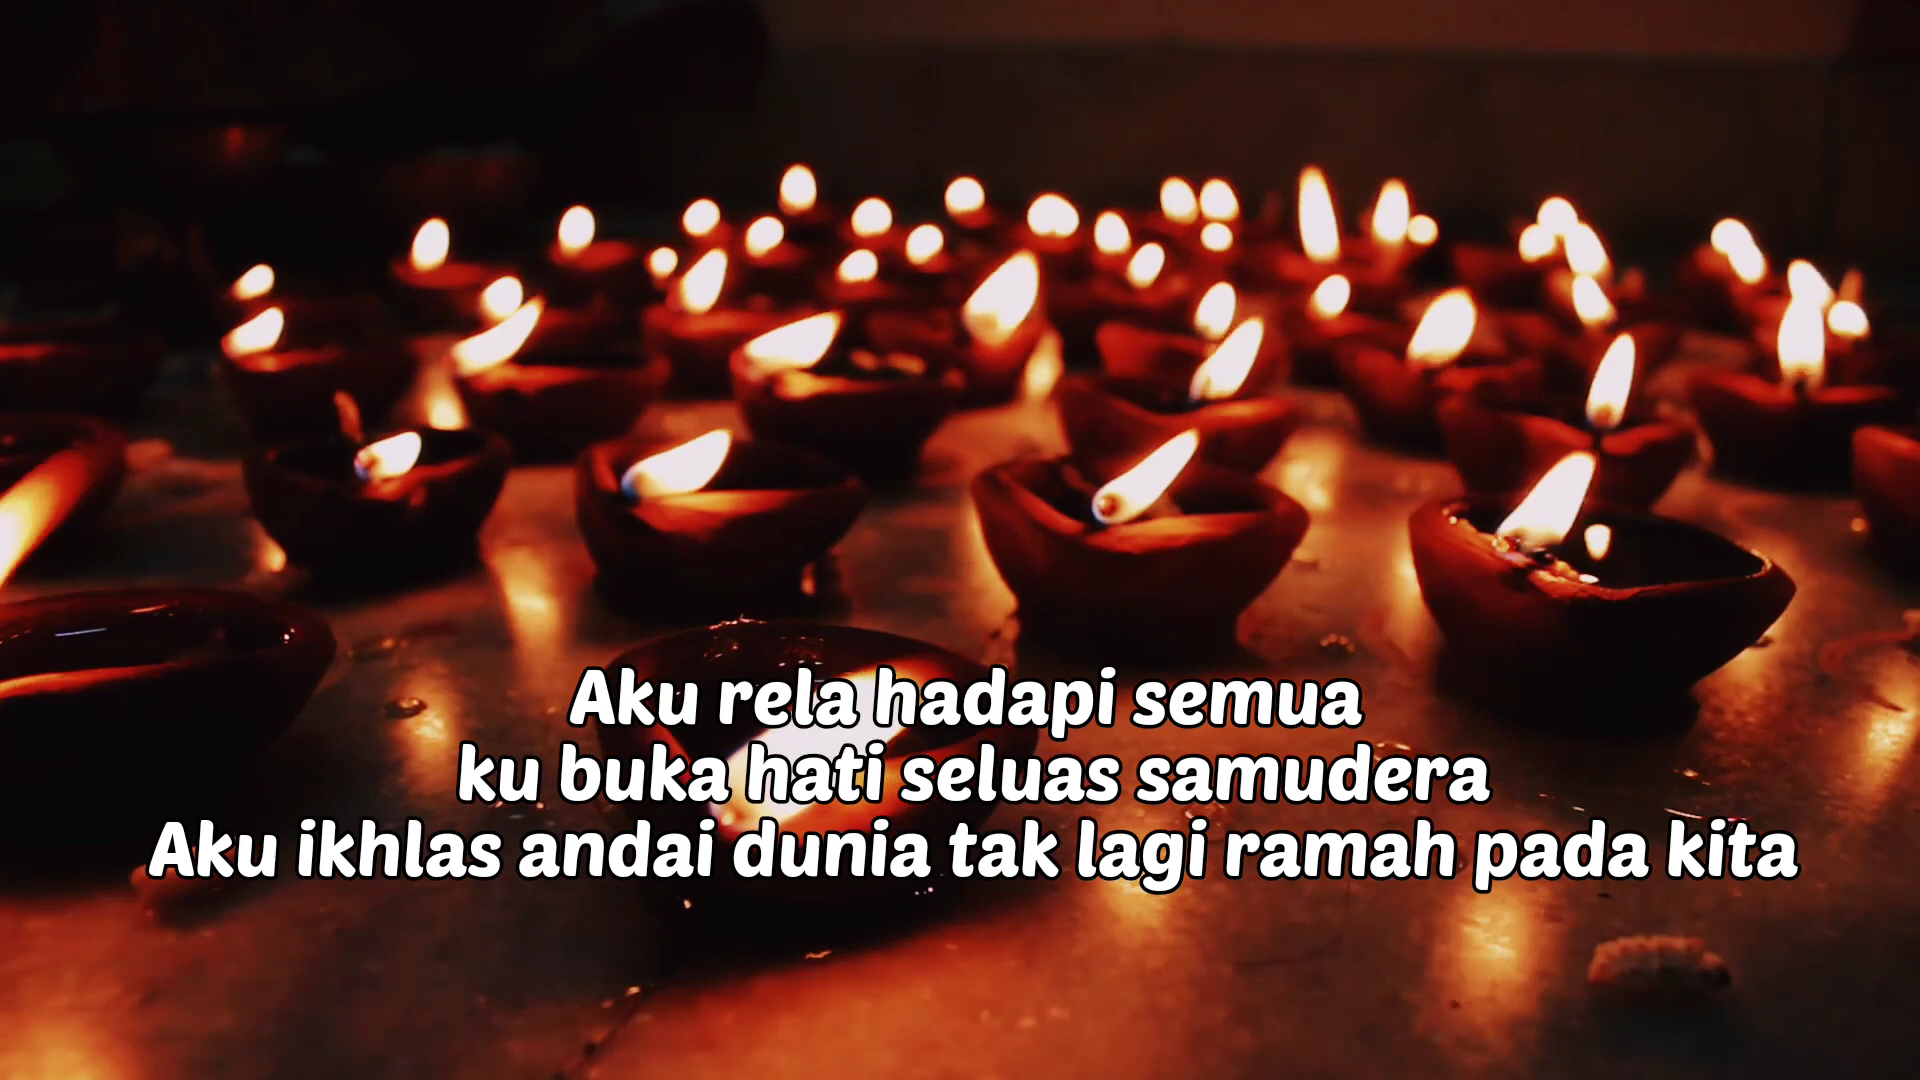 Aku rela hadapi semua
ku buka hati seluas samudera
Aku ikhlas andai dunia tak lagi ramah pada kita